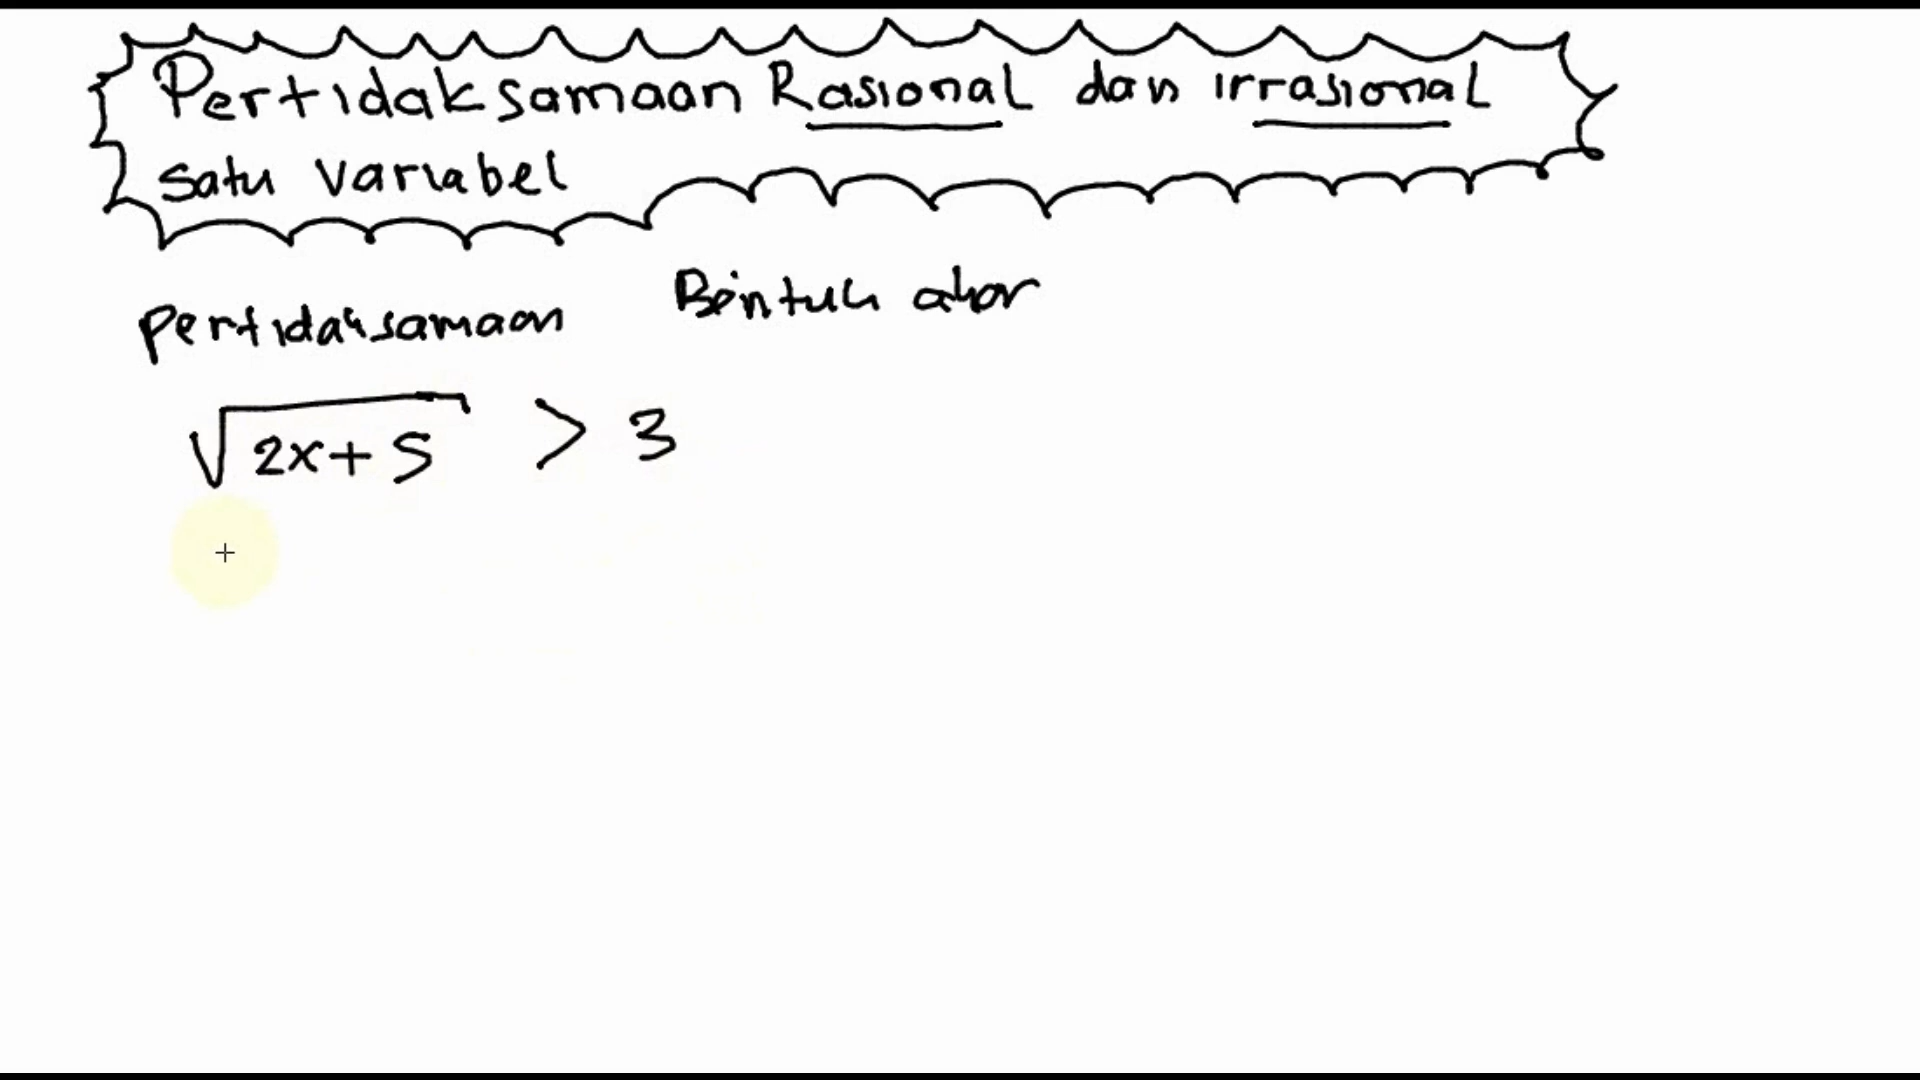 Pertidaksamaan Rasional dan irrasional
satu variabel
Pertidaksamaan Bentuk akar
√2x+5 > 3